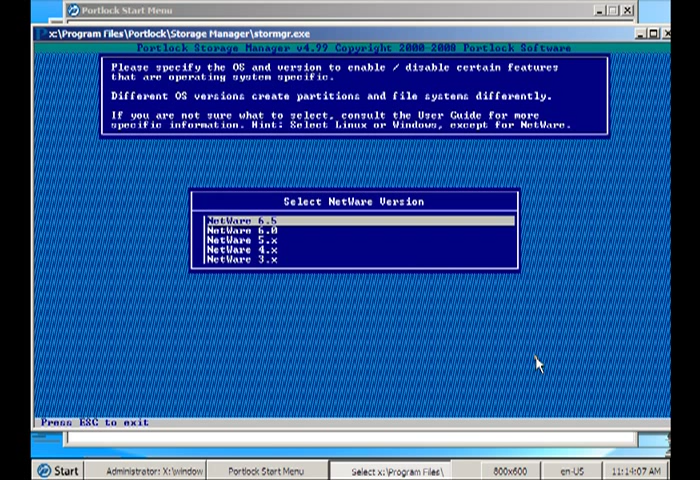 Portlock Start Menu
x:\Program Files\Portlock\Storage Manager\stormgr.exe
Portlock Storage Manager v4.99 Copyright 2000-2008 Portlock Software
Please specify the OS and version to enable / disable certain features
that are operating system specific.
Different OS versions create partitions and file systems differently.
If you are not sure what to select, consult the User Guide for more
specific information. Hint: Select Linux or Windows, except for NetWare.
Select NetWare Version
NetWare 6.5
NetWare 6.0
NetWare 5.x
NetWare 4.x
NetWare 3.x
Press ESC to exit
Start
Administrator: X:\window
Portlock Start Menu
Select x:\Program Files\
800x600
en-US
11:14:07 AM